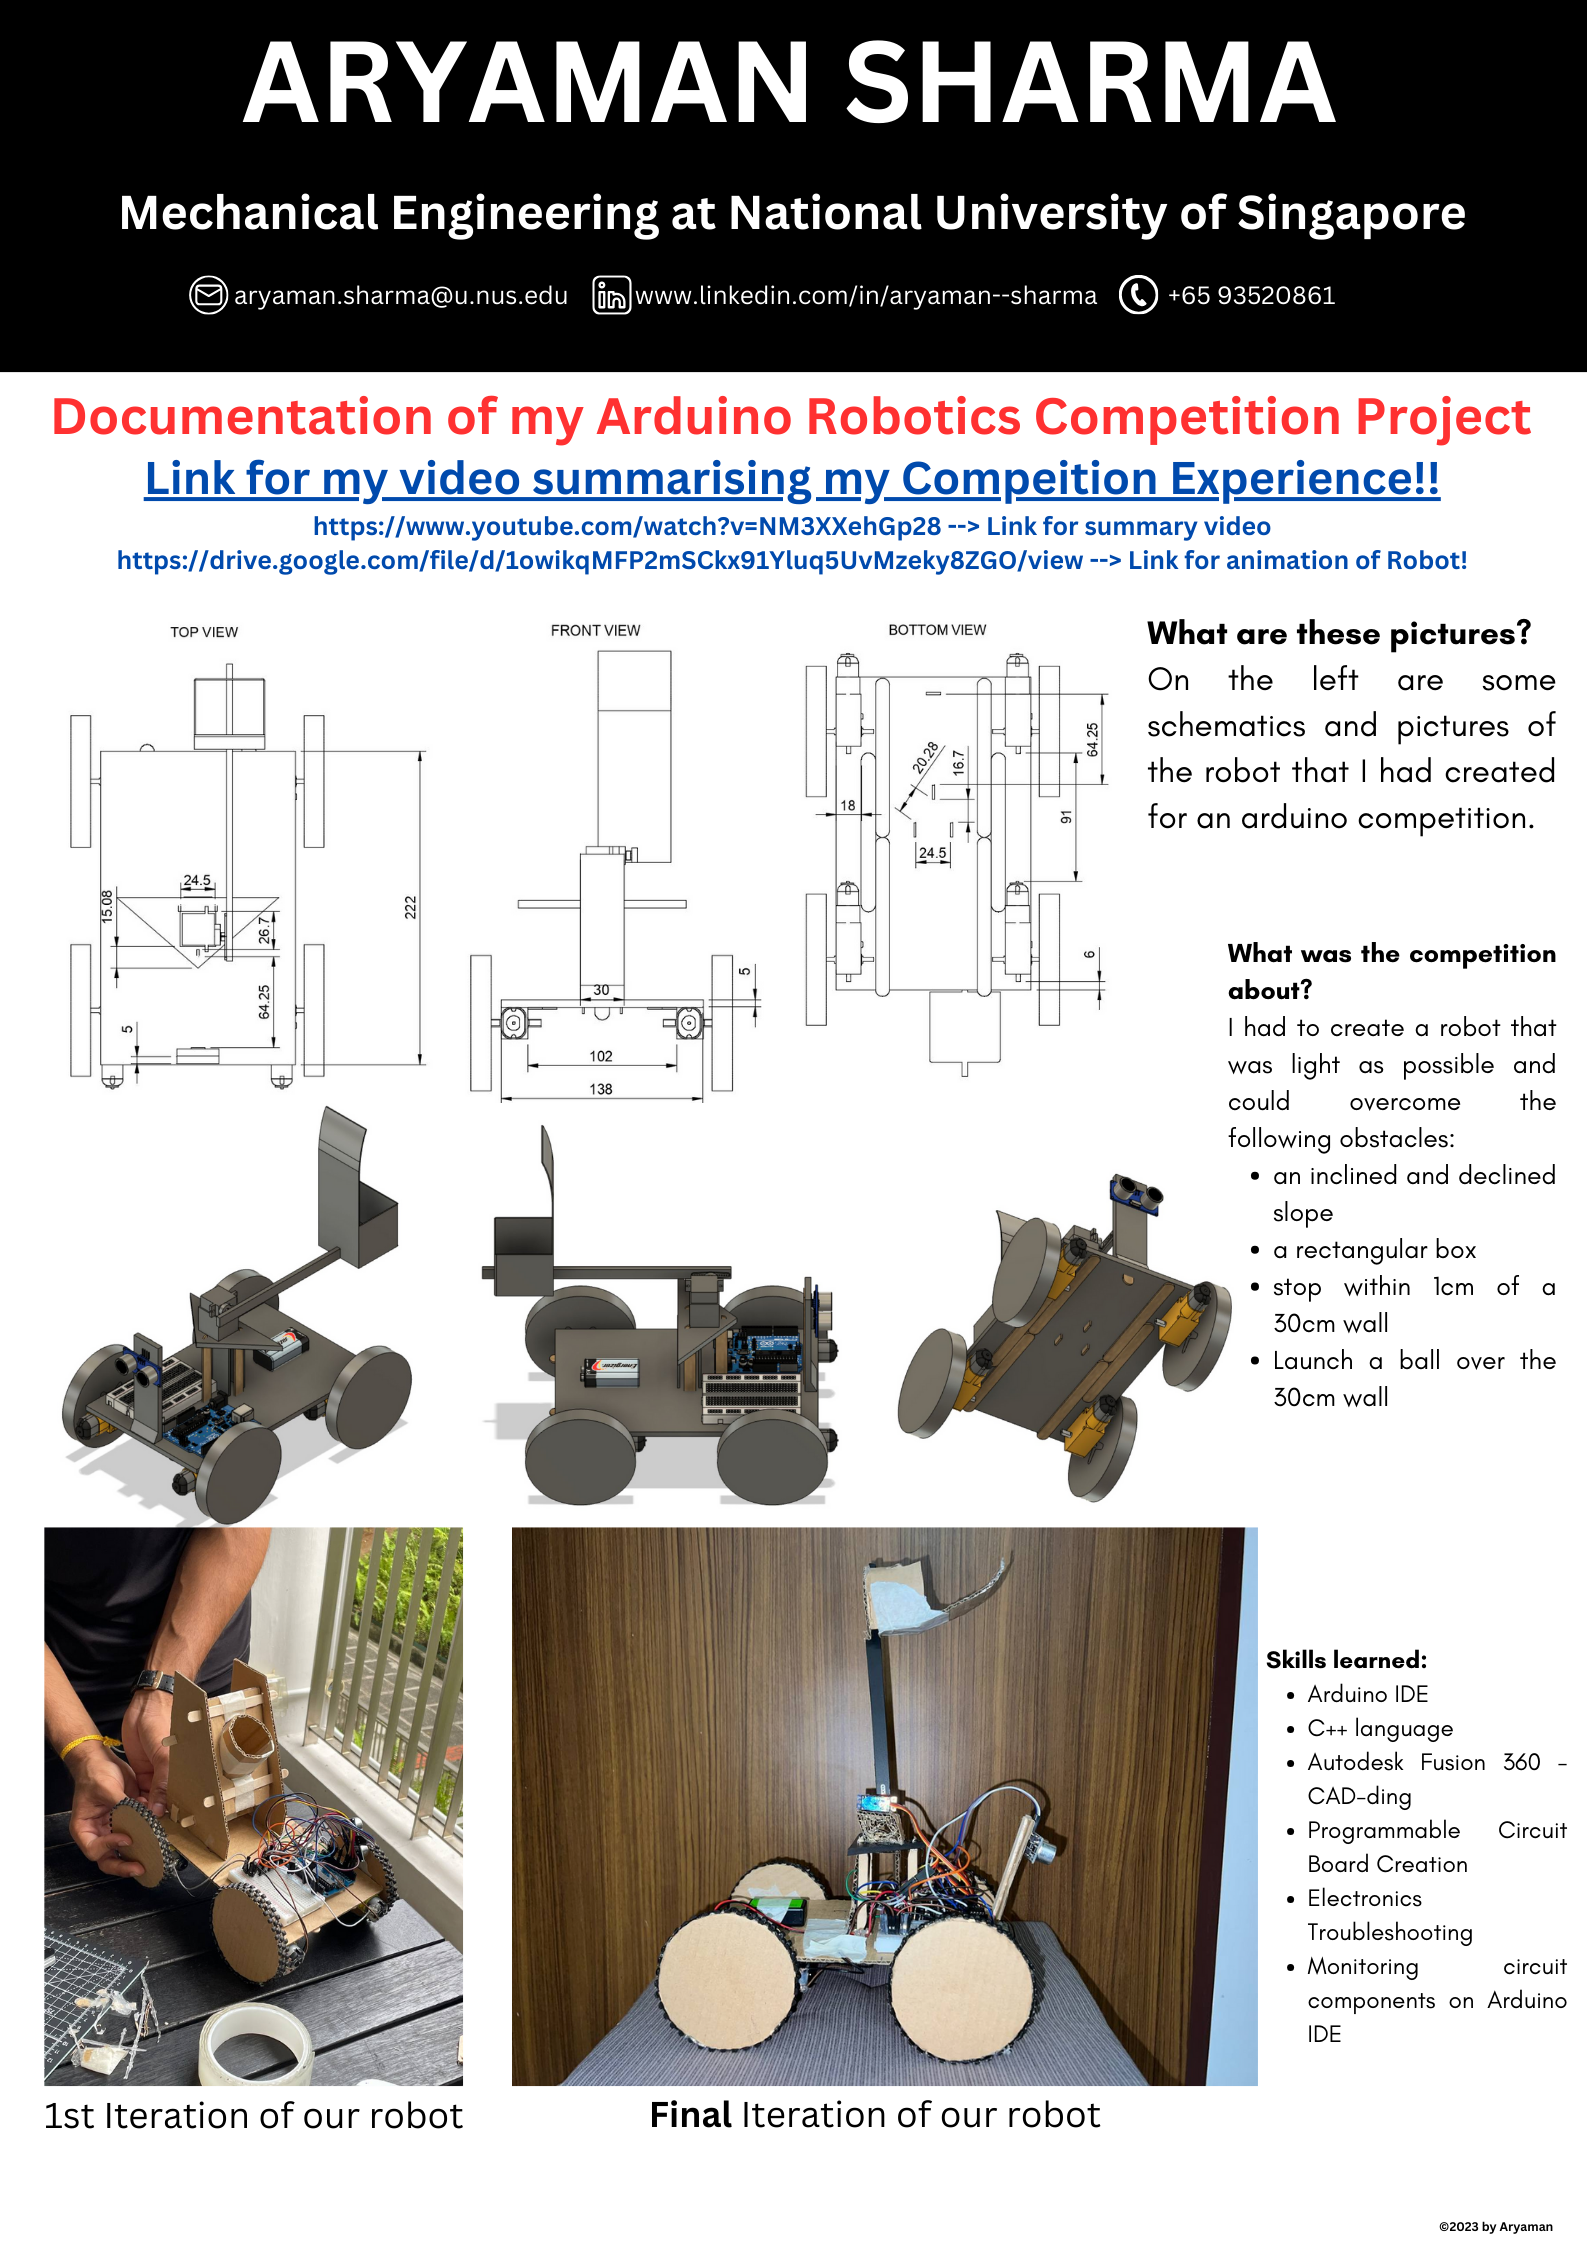 ARYAMAN SHARMA
Mechanical Engineering at National University of Singapore
aryaman.sharma@u.nus.edu www.linkedin.com/in/aryaman--sharma +65 93520861
Documentation of my Arduino Robotics Competition Project
Link for my video summarising my Compeition Experience!!
https://www.youtube.com/watch?v=NM3XXehGp28 --> Link for summary video
https://drive.google.com/file/d/1owikqMFP2mSCkx91Yluq5UvMzeky8ZGO/view --> Link for animation of Robot!
TOP VIEW
24.5
15.08
26.7
222
64.25
5
FRONT VIEW
5
30
102
138
BOTTOM VIEW
64.25
20.28
16.7
18
91
24.5
6
What are these pictures?
On the left are some
schematics and pictures of
the robot that I had created
for an arduino competition.
What was the competition
about?
I had to create a robot that
was light as possible and
could overcome the
following obstacles:
• an inclined and declined
slope
• a rectangular box
• stop within 1cm of a
30cm wall
• Launch a ball over the
30cm wall
Energizer
Skills learned:
• Arduino IDE
• C++ language
• Autodesk Fusion 360 -
CAD-ding
• Programmable Circuit
Board Creation
• Electronics
Troubleshooting
• Monitoring circuit
components on Arduino
IDE
1st Iteration of our robot
Final Iteration of our robot
©2023 by Aryaman